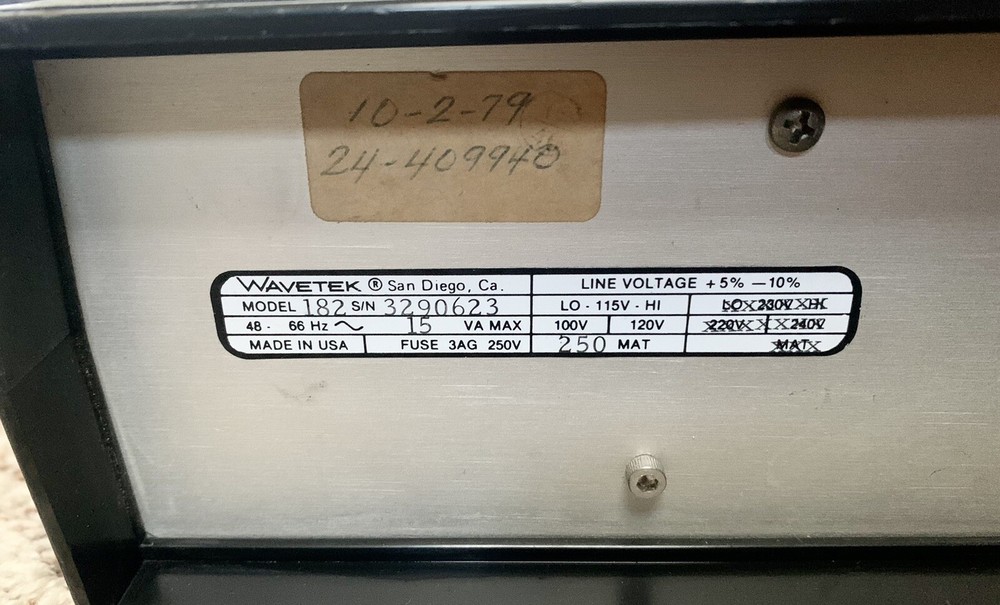 10-2-79
24-409940
WAVETEK ® San Diego, Ca.
LINE VOLTAGE +5% —10%
MODEL 182 S/N 3290623
LO - 115V - HI
LO - 230V - HI
48 - 66 Hz 15 VA MAX
100V 120V
220V 240V
MADE IN USA FUSE 3AG 250V
250 MAT
MAT